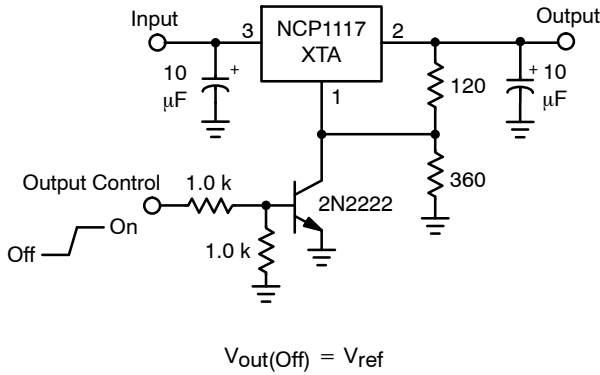 Input
Output
3
NCP1117
XTA
2
10
μF
+
1
120
+ 10
μF
360
Output Control
1.0 k
2N2222
On
Off
1.0 k
Vout(Off) = Vref